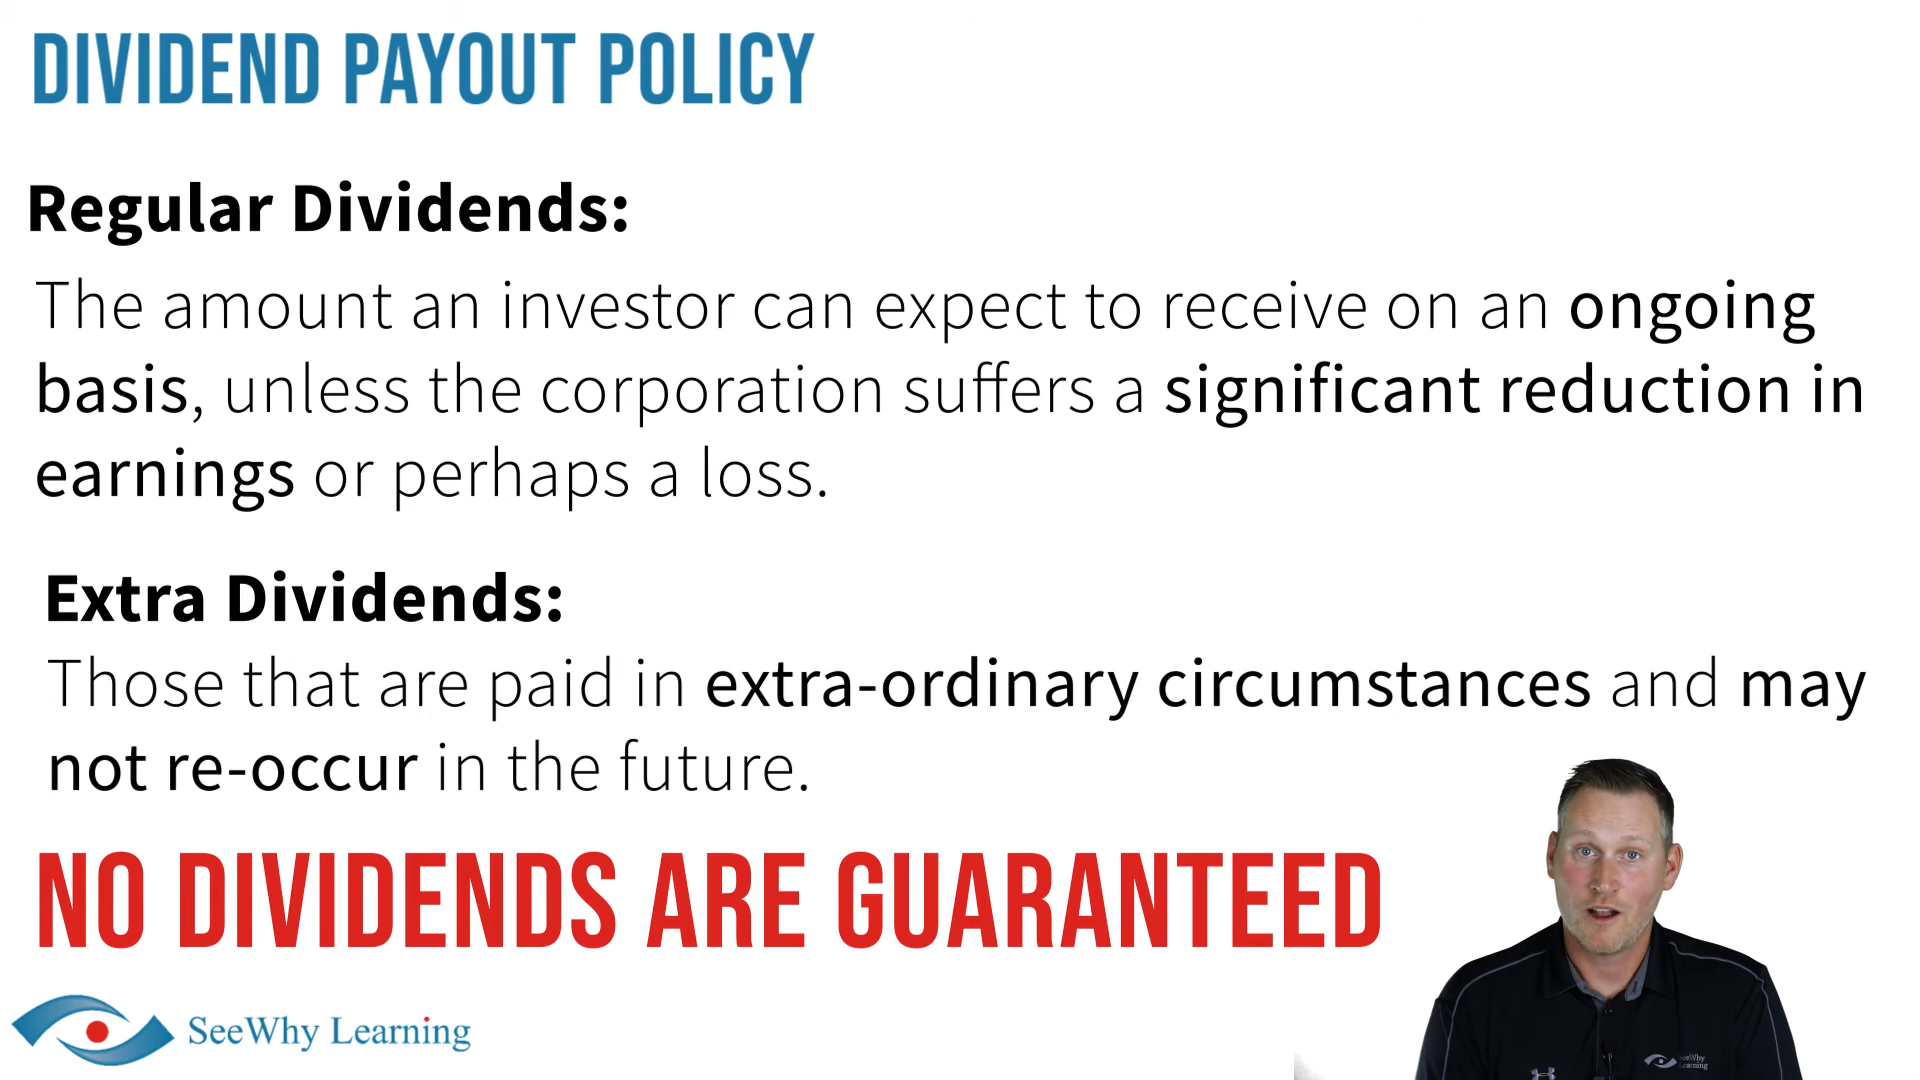 DIVIDEND PAYOUT POLICY
Regular Dividends:
The amount an investor can expect to receive on an ongoing
basis, unless the corporation suffers a significant reduction in
earnings or perhaps a loss.
Extra Dividends:
Those that are paid in extra-ordinary circumstances and may
not re-occur in the future.
NO DIVIDENDS ARE GUARANTEED
SeeWhy Learning
SeeWhy
Learning